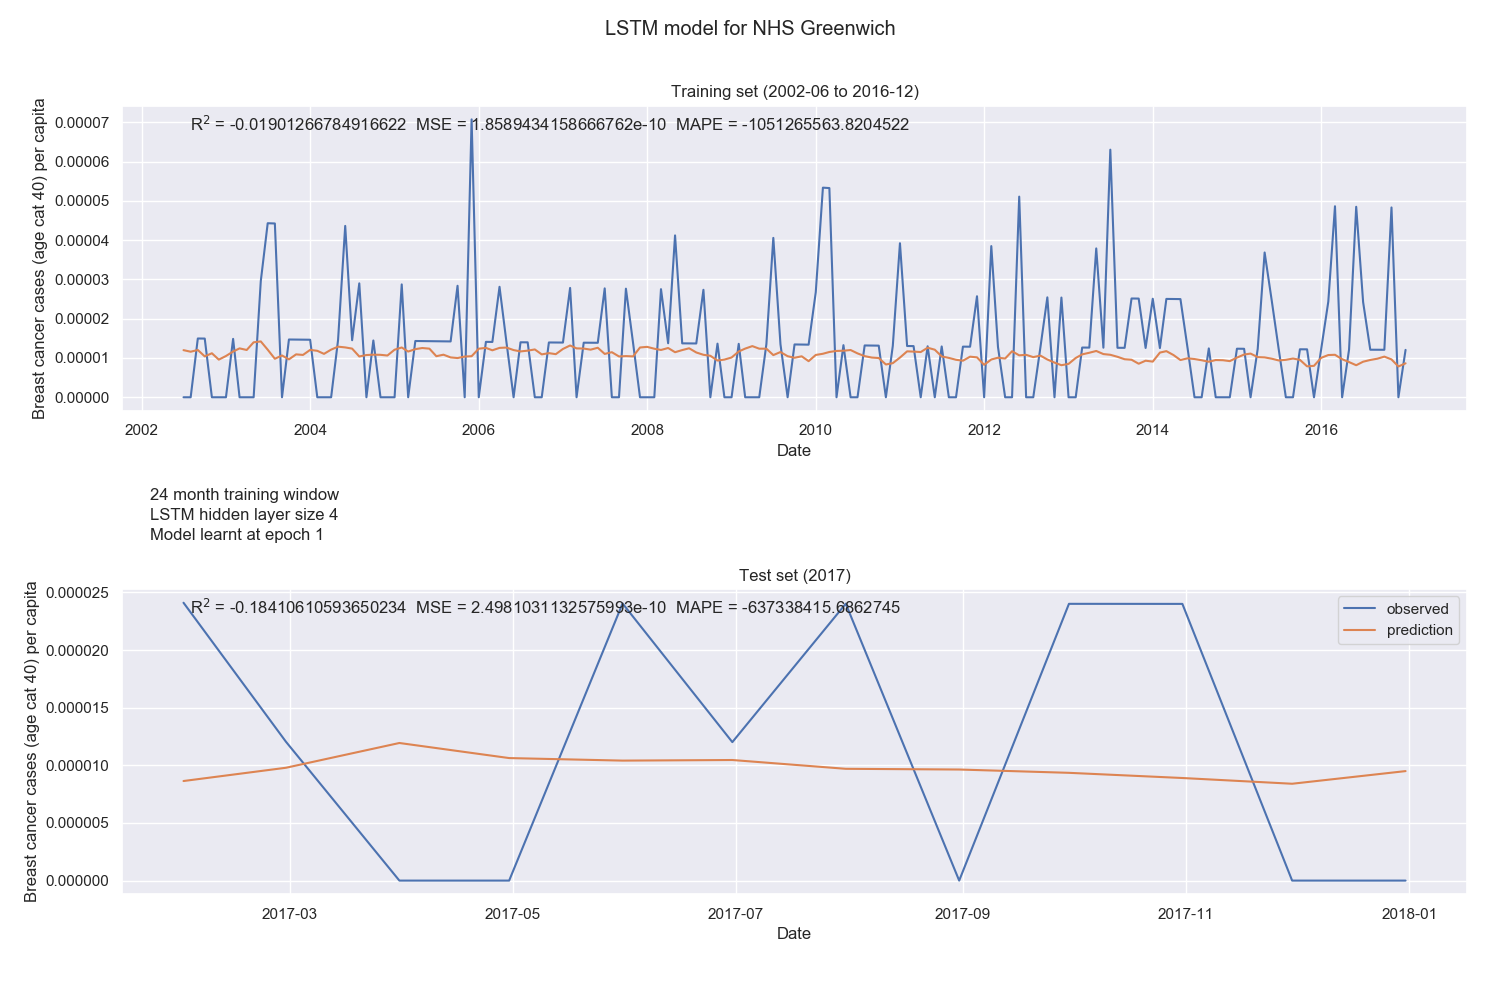 LSTM model for NHS Greenwich
Training set (2002-06 to 2016-12)
R² = -0.01901266784916622 MSE = 1.8589434158666762e-10 MAPE = -1051265563.8204522
Breast cancer cases (age cat 40) per capita
0.00007
0.00006
0.00005
0.00004
0.00003
0.00002
0.00001
0.00000
2002 2004 2006 2008 2010 2012 2014 2016
Date
24 month training window
LSTM hidden layer size 4
Model learnt at epoch 1
Test set (2017)
R² = -0.18410610593650234 MSE = 2.4981031132575993e-10 MAPE = -637338415.6862745
observed
prediction
Breast cancer cases (age cat 40) per capita
0.000025
0.000020
0.000015
0.000010
0.000005
0.000000
2017-03 2017-05 2017-07 2017-09 2017-11 2018-01
Date